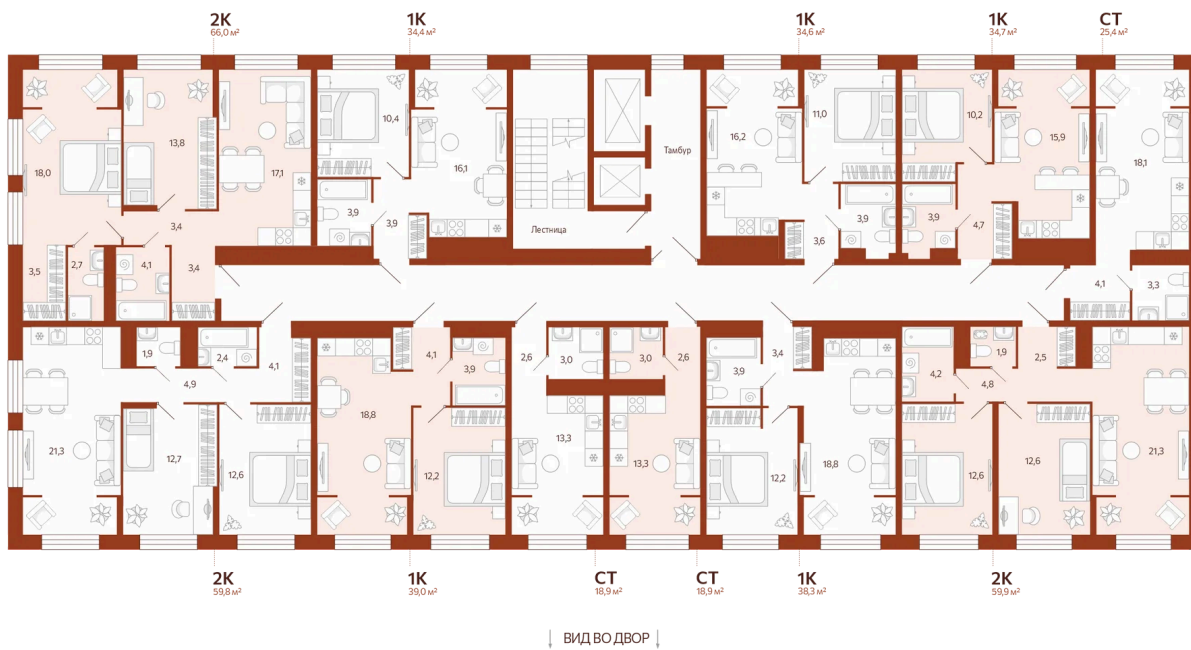 2К 1К 1К 1К СТ
66,0 м² 34,4 м² 34,6 м² 34,7 м² 25,4 м²
10,4 11,0 10,2
13,8 16,2 15,9
Тамбур
18,0 17,1 16,1 18,1
3,9 3,9 3,9
3,4 3,9 4,7
Лестница
3,6
2,7 4,1 3,4
3,5 4,1 3,3
1,9 2,4 4,1 4,1 3,9 2,6 3,0 3,0 2,6 3,4 3,9 4,2 1,9 2,5
4,9 4,8
18,8
21,3 12,7 12,6 12,2 13,3 13,3 12,2 18,8 12,6 12,6 21,3
2К 1К СТ СТ 1К 2К
59,8 м² 39,0 м² 18,9 м² 18,9 м² 38,3 м² 59,9 м²
ВИД ВО ДВОР